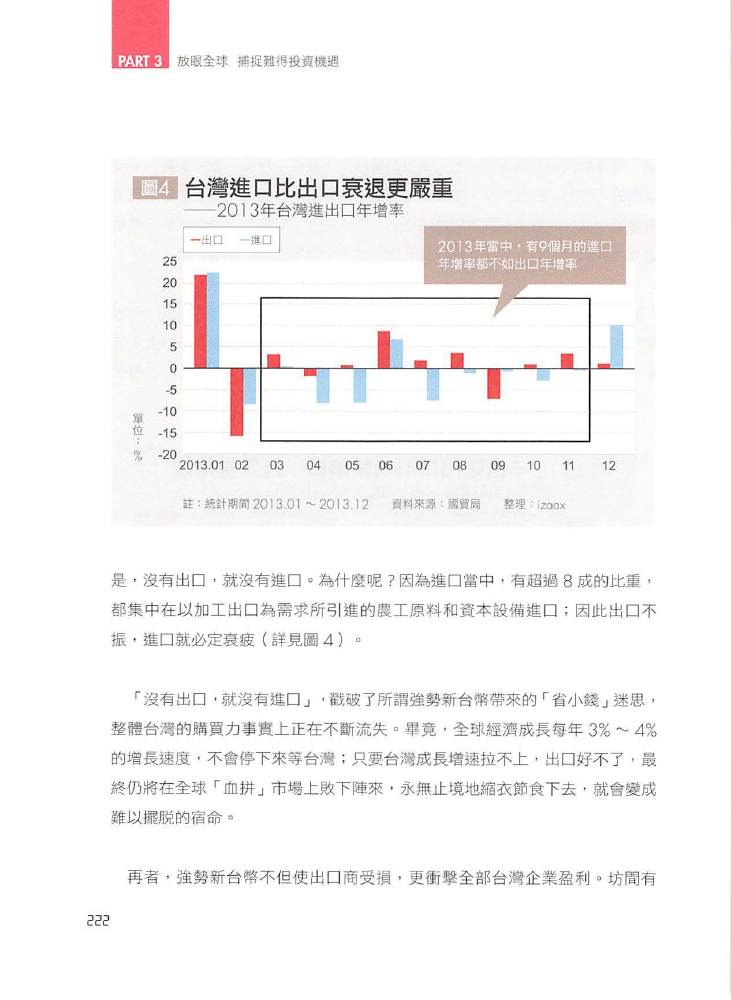 PART 3 放眼全球 捕捉難得投資機遇
圖4 台灣進口比出口衰退更嚴重
——2013年台灣進出口年增率
出口 進口
2013年當中，有9個月的進口
年增率都不如出口年增率
25
20
15
10
5
0
-5
-10
-15
-20
單位：%
2013.01 02 03 04 05 06 07 08 09 10 11 12
註：統計期間2013.01～2013.12 資料來源：國貿局 整理：izaax
是，沒有出口，就沒有進口。為什麼呢？因為進口當中，有超過 8 成的比重，
都集中在以加工出口為需求所引進的農工原料和資本設備進口；因此出口不
振，進口就必定衰疲（詳見圖 4）。
「沒有出口，就沒有進口」，戳破了所謂強勢新台幣帶來的「省小錢」迷思，
整體台灣的購買力事實上正在不斷流失。畢竟，全球經濟成長每年 3%～ 4%
的增長速度，不會停下來等台灣；只要台灣成長增速拉不上，出口好不了，最
終仍將在全球「血拼」市場上敗下陣來，永無止境地縮衣節食下去，就會變成
難以擺脫的宿命。
再者，強勢新台幣不但使出口商受損，更衝擊全部台灣企業盈利。坊間有
222